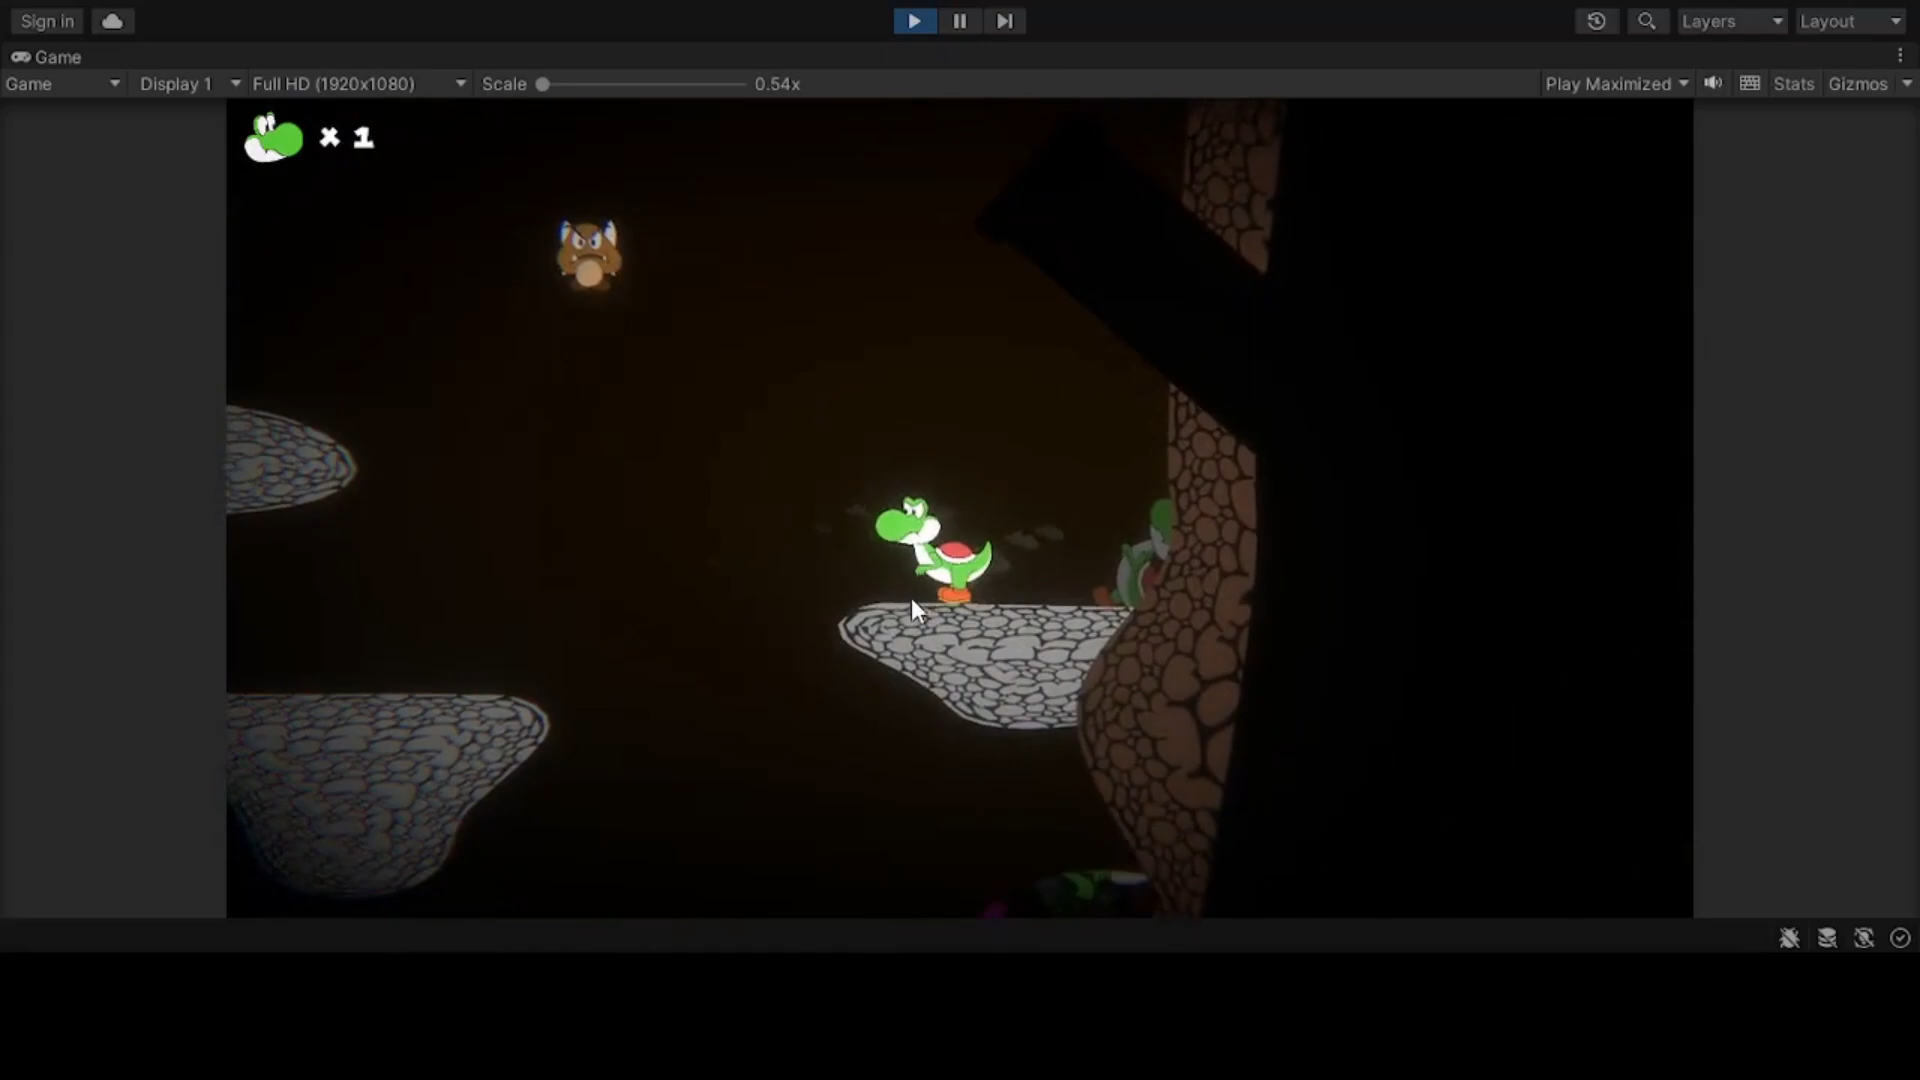 Sign in
Layers
Layout
Game
Game
Display 1
Full HD (1920x1080)
Scale
0.54x
Play Maximized
Stats
Gizmos
× 1